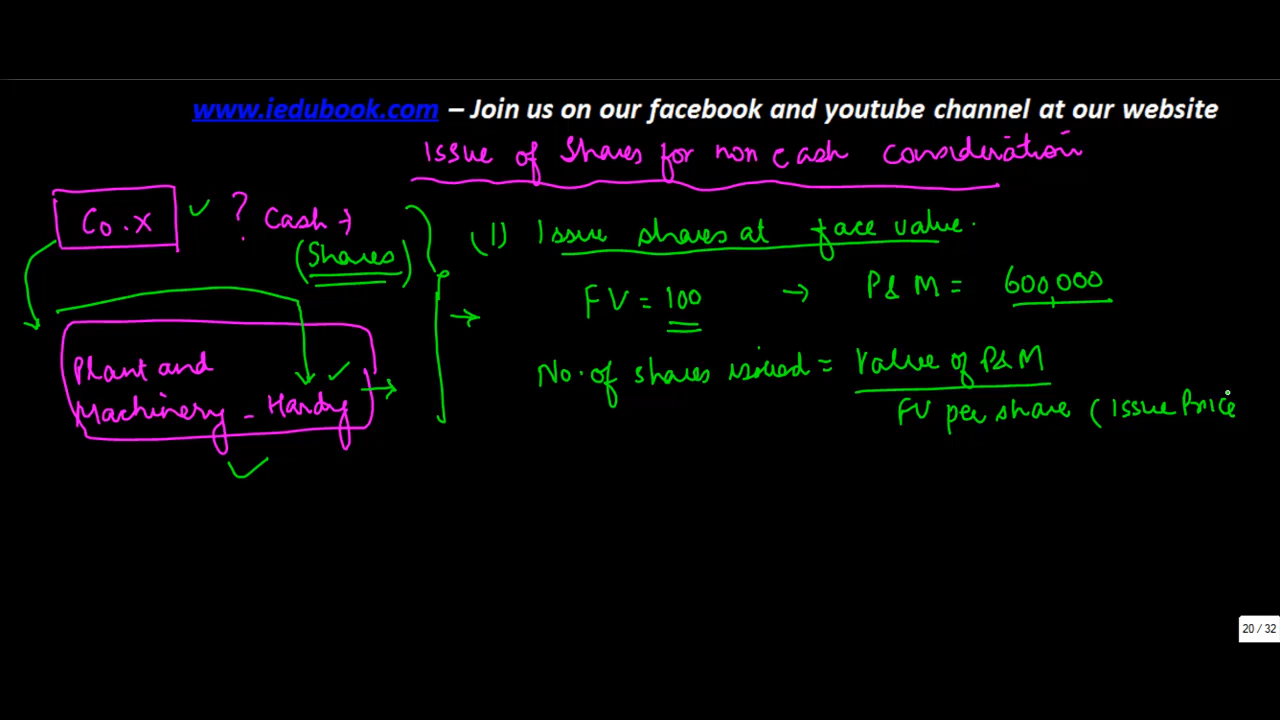 www.iedubook.com – Join us on our facebook and youtube channel at our website
Issue of Shares for non cash consideration
Co. X ? Cash →
(Shares)
(1) Issue shares at face value.
FV = 100 → P&M = 600000
No. of shares issued = Value of P&M
FV per share (Issue Price
Plant and
Machinery - Handy
20 / 32